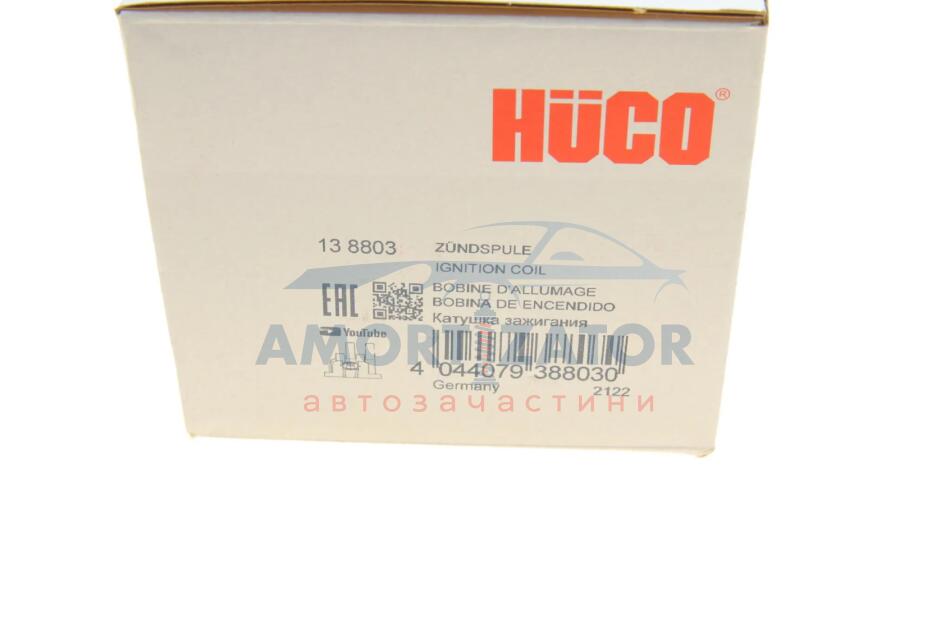 HÜCO®
13 8803
ZÜNDSPULE
IGNITION COIL
BOBINE D'ALLUMAGE
BOBINA DE ENCENDIDO
Катушка зажигания
EAC
YouTube
AMORTIZATOR
4 044079 388030
Germany
2122
автозачастини